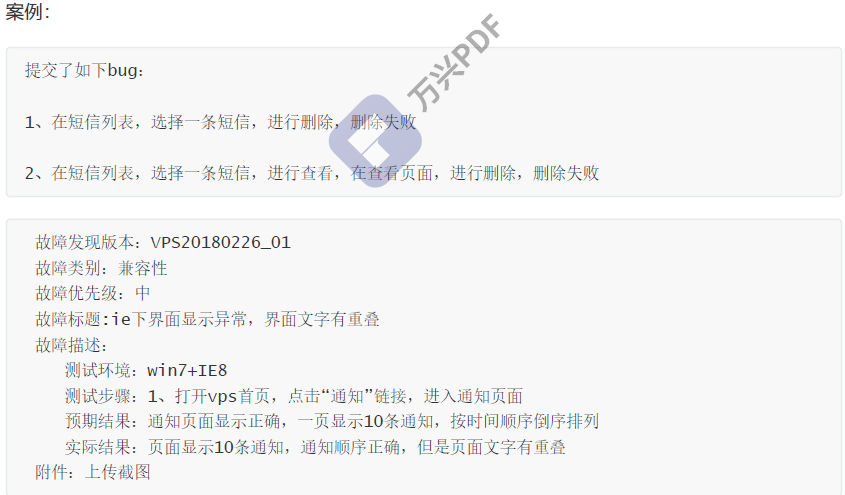 案例：
万兴PDF
提交了如下bug：
1、在短信列表，选择一条短信，进行删除，删除失败
2、在短信列表，选择一条短信，进行查看，在查看页面，进行删除，删除失败
故障发现版本：VPS20180226_01
故障类别：兼容性
故障优先级：中
故障标题:ie下界面显示异常，界面文字有重叠
故障描述：
测试环境：win7+IE8
测试步骤：1、打开vps首页，点击“通知”链接，进入通知页面
预期结果：通知页面显示正确，一页显示10条通知，按时间顺序倒序排列
实际结果：页面显示10条通知，通知顺序正确，但是页面文字有重叠
附件：上传截图